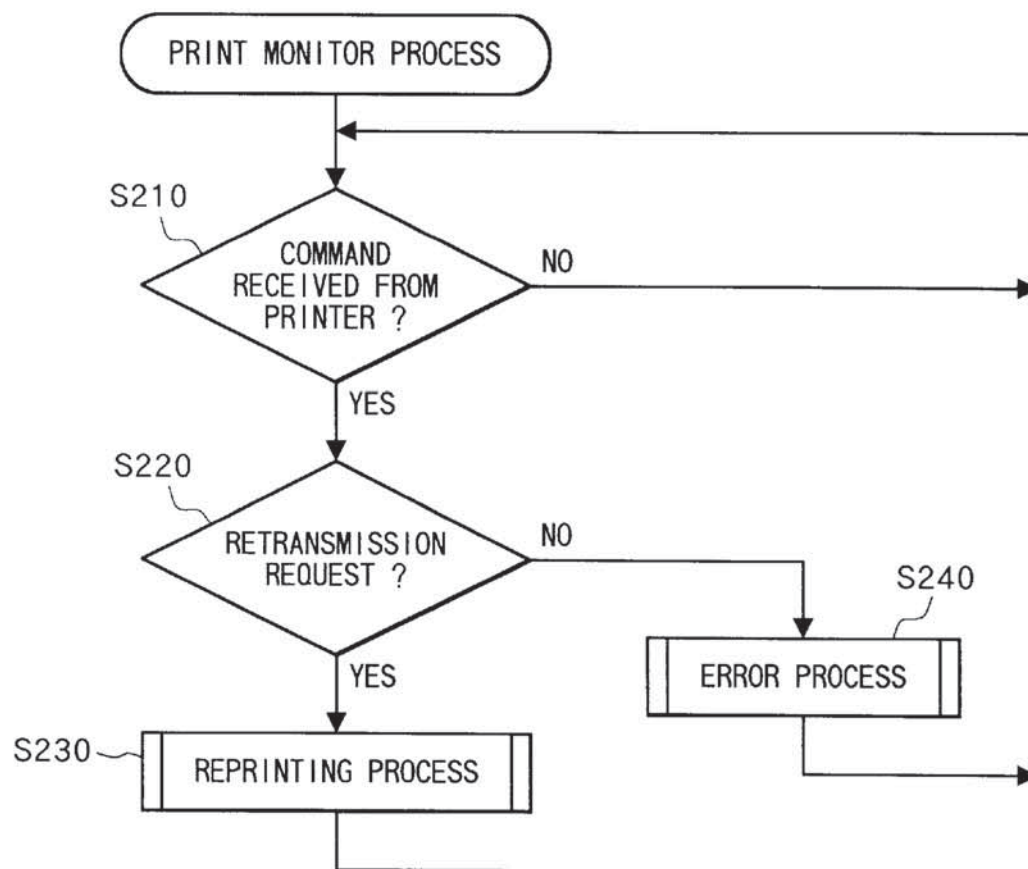 PRINT MONITOR PROCESS
S210
COMMAND
RECEIVED FROM
PRINTER ?
NO
YES
S220
RETRANSMISSION
REQUEST ?
NO
S240
ERROR PROCESS
YES
S230
REPRINTING PROCESS